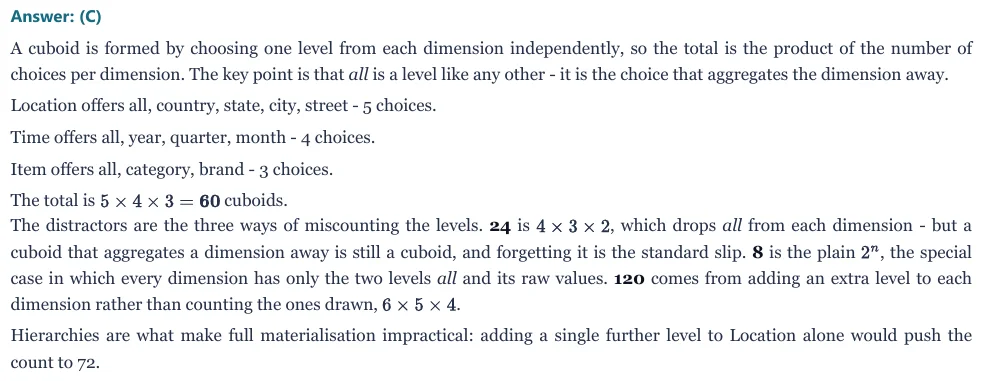 Answer: (C)
A cuboid is formed by choosing one level from each dimension independently, so the total is the product of the number of
choices per dimension. The key point is that all is a level like any other - it is the choice that aggregates the dimension away.
Location offers all, country, state, city, street - 5 choices.
Time offers all, year, quarter, month - 4 choices.
Item offers all, category, brand - 3 choices.
The total is 5 × 4 × 3 = 60 cuboids.
The distractors are the three ways of miscounting the levels. 24 is 4 × 3 × 2, which drops all from each dimension - but a
cuboid that aggregates a dimension away is still a cuboid, and forgetting it is the standard slip. 8 is the plain 2ⁿ, the special
case in which every dimension has only the two levels all and its raw values. 120 comes from adding an extra level to each
dimension rather than counting the ones drawn, 6 × 5 × 4.
Hierarchies are what make full materialisation impractical: adding a single further level to Location alone would push the
count to 72.